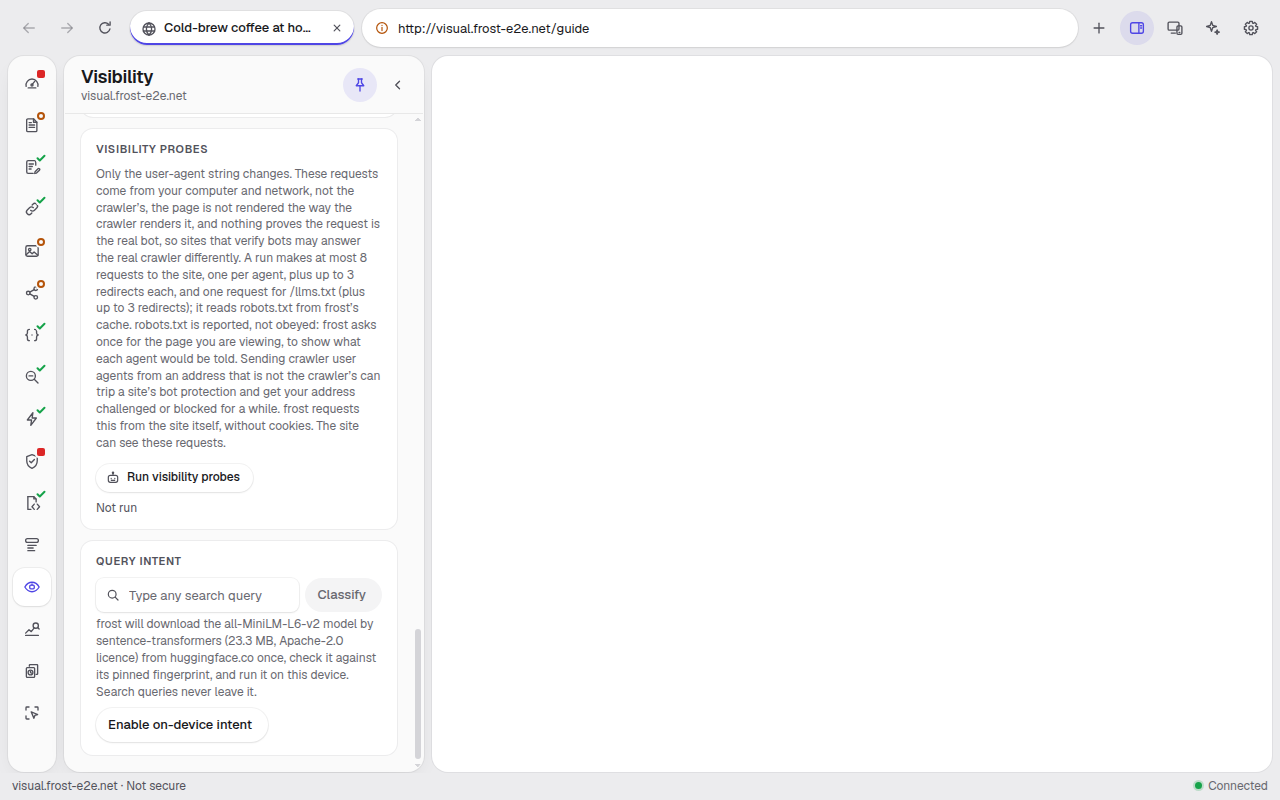 Cold-brew coffee at ho...
http://visual.frost-e2e.net/guide
Visibility
visual.frost-e2e.net
VISIBILITY PROBES
Only the user-agent string changes. These requests
come from your computer and network, not the
crawler's, the page is not rendered the way the
crawler renders it, and nothing proves the request is
the real bot, so sites that verify bots may answer
the real crawler differently. A run makes at most 8
requests to the site, one per agent, plus up to 3
redirects each, and one request for /llms.txt (plus
up to 3 redirects); it reads robots.txt from frost's
cache. robots.txt is reported, not obeyed: frost asks
once for the page you are viewing, to show what
each agent would be told. Sending crawler user
agents from an address that is not the crawler's can
trip a site's bot protection and get your address
challenged or blocked for a while. frost requests
this from the site itself, without cookies. The site
can see these requests.
Run visibility probes
Not run
QUERY INTENT
Type any search query
Classify
frost will download the all-MiniLM-L6-v2 model by
sentence-transformers (23.3 MB, Apache-2.0
licence) from huggingface.co once, check it against
its pinned fingerprint, and run it on this device.
Search queries never leave it.
Enable on-device intent
visual.frost-e2e.net · Not secure
Connected